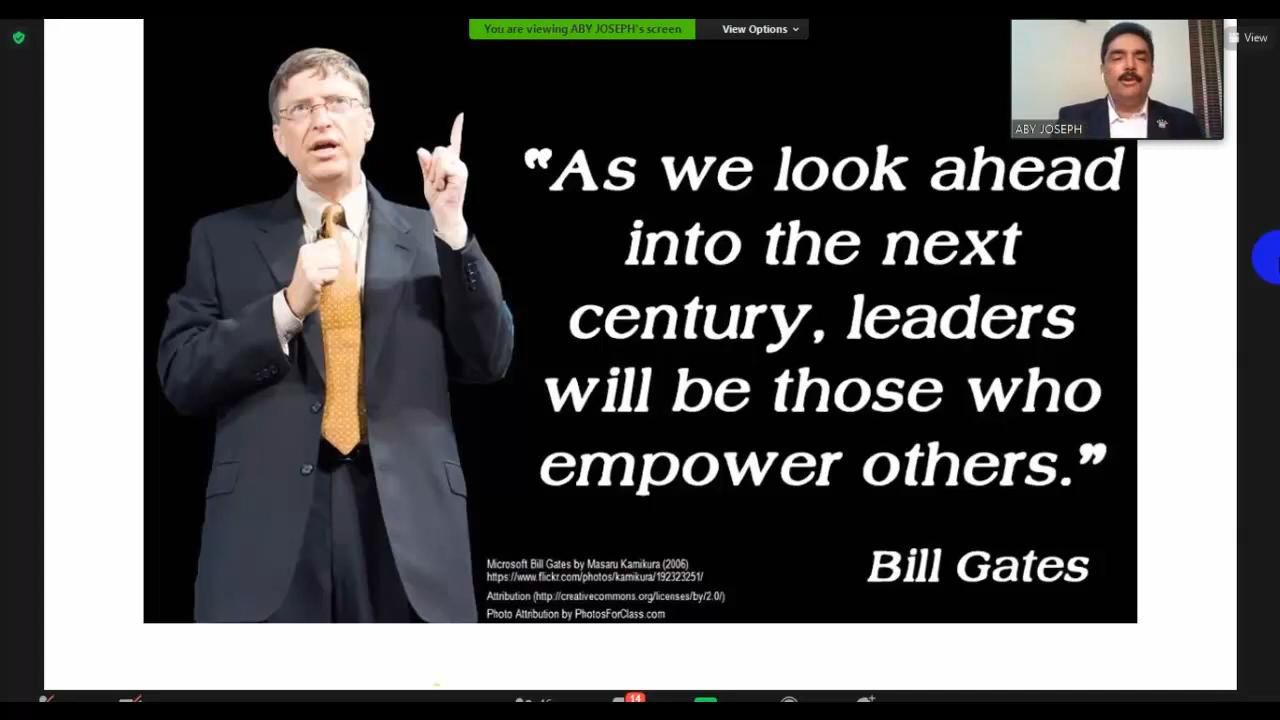 You are viewing ABY JOSEPH's screen
View Options
View
ABY JOSEPH
"As we look ahead
into the next
century, leaders
will be those who
empower others."
Bill Gates
Microsoft Bill Gates by Masaru Kamikura (2006)
https://www.flickr.com/photos/kamikura/192323251/
Attribution (http://creativecommons.org/licenses/by/2.0/)
Photo Attribution by PhotosForClass.com
14